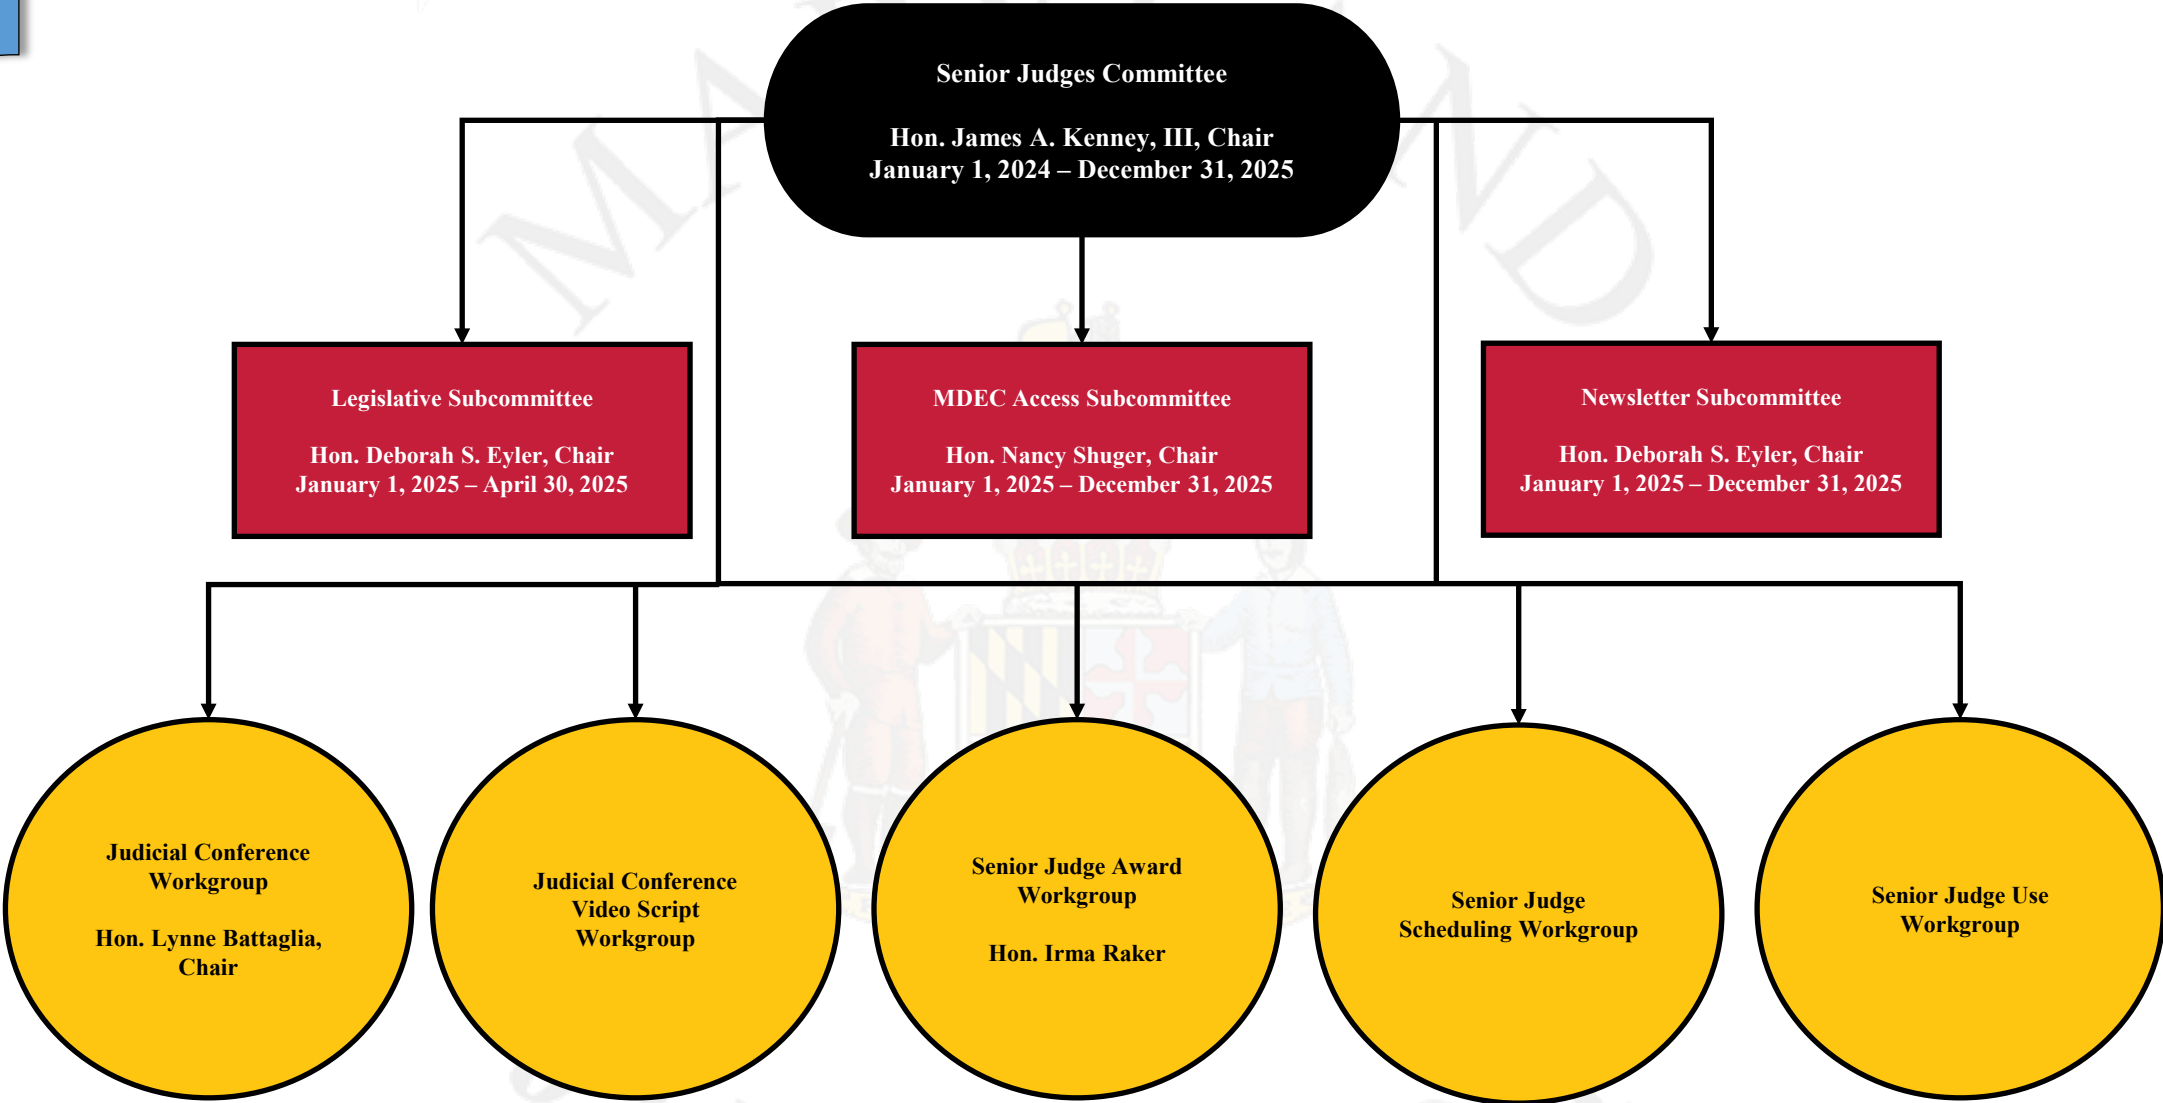 Senior Judges Committee
Hon. James A. Kenney, III, Chair
January 1, 2024 – December 31, 2025
Legislative Subcommittee
Hon. Deborah S. Eyler, Chair
January 1, 2025 – April 30, 2025
MDEC Access Subcommittee
Hon. Nancy Shuger, Chair
January 1, 2025 – December 31, 2025
Newsletter Subcommittee
Hon. Deborah S. Eyler, Chair
January 1, 2025 – December 31, 2025
Judicial Conference
Workgroup
Hon. Lynne Battaglia,
Chair
Judicial Conference
Video Script
Workgroup
Senior Judge Award
Workgroup
Hon. Irma Raker
Senior Judge
Scheduling Workgroup
Senior Judge Use
Workgroup